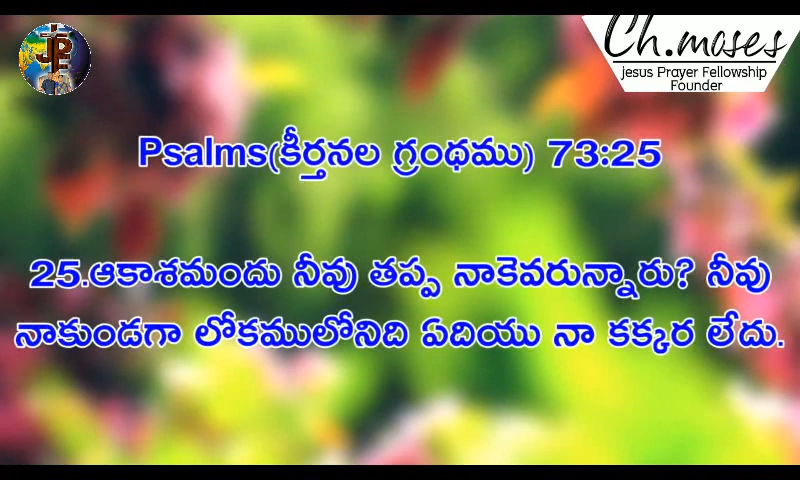 JPF
Ch.moses
Jesus Prayer Fellowship
Founder
Psalms(కీర్తనల గ్రంథము) 73:25
25.ఆకాశమందు నీవు తప్ప నాకెవరున్నారు? నీవు
నాకుండగా లోకములోనిది ఏదియు నా కక్కర లేదు.